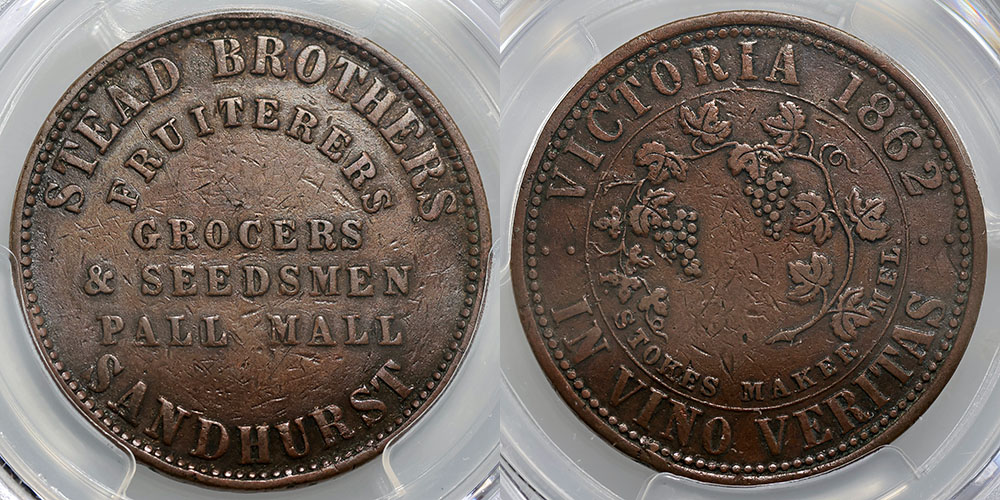 STEAD BROTHERS
FRUITERERS
GROCERS
& SEEDSMEN
PALL MALL
SANDHURST
VICTORIA 1862
STOKES MAKER MEL.
IN VINO VERITAS